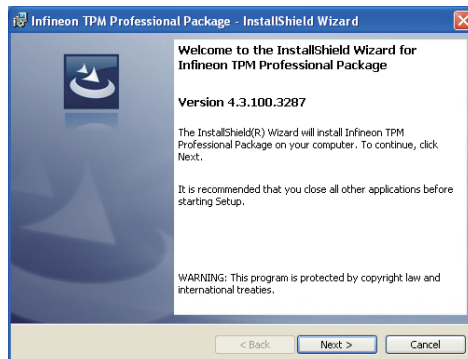 Infineon TPM Professional Package - InstallShield Wizard
Welcome to the InstallShield Wizard for
Infineon TPM Professional Package
Version 4.3.100.3287
The InstallShield(R) Wizard will install Infineon TPM
Professional Package on your computer. To continue, click
Next.
It is recommended that you close all other applications before
starting Setup.
WARNING: This program is protected by copyright law and
international treaties.
< Back Next > Cancel